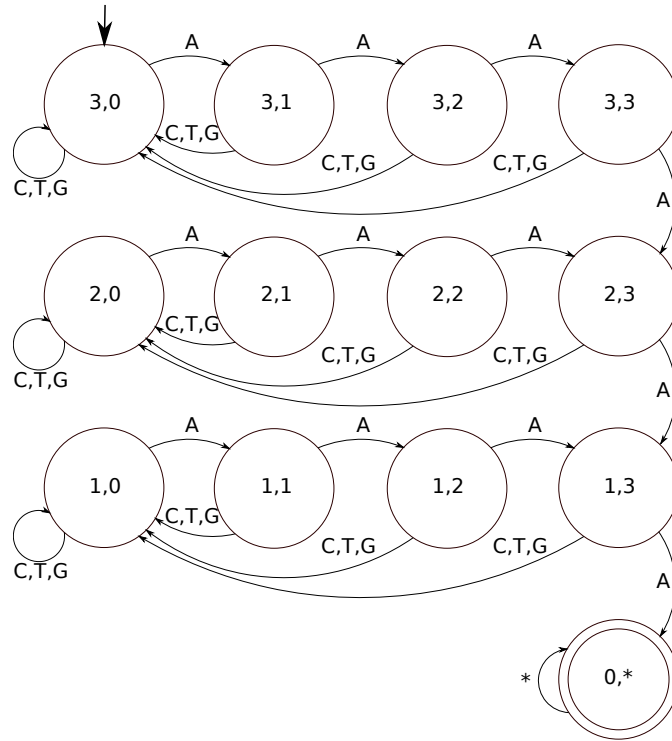 A A A
3,0 3,1 3,2 3,3
C,T,G
C,T,G C,T,G
C,T,G
A
A A A
2,0 2,1 2,2 2,3
C,T,G
C,T,G C,T,G
C,T,G
A
A A A
1,0 1,1 1,2 1,3
C,T,G
C,T,G C,T,G
C,T,G
A
* 0,*